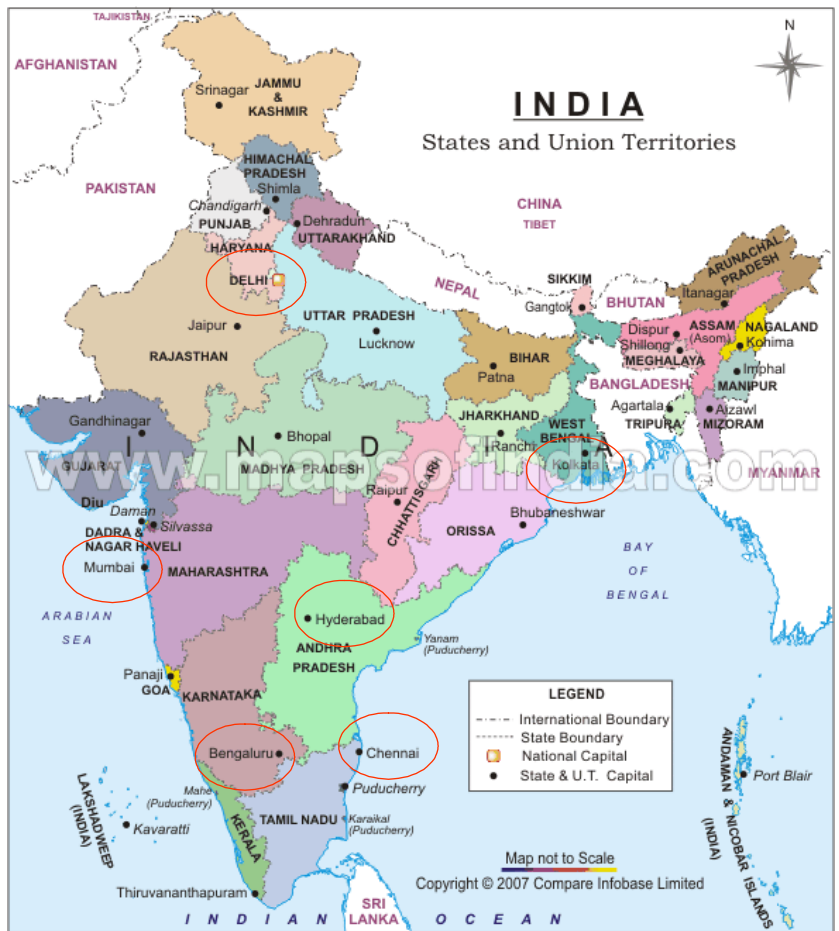 TAJIKISTAN
AFGHANISTAN
JAMMU
&
KASHMIR
Srinagar
N
INDIA
States and Union Territories
HIMACHAL
PRADESH
Shimla
PAKISTAN
Chandigarh
PUNJAB
Dehradun
UTTARAKHAND
HARYANA
DELHI
CHINA
TIBET
NEPAL
SIKKIM
Gangtok
BHUTAN
ARUNACHAL
PRADESH
Itanagar
UTTAR PRADESH
Lucknow
Jaipur
RAJASTHAN
BIHAR
Patna
Dispur
Shillong
MEGHALAYA
ASSAM
(Asom)
NAGALAND
Kohima
Imphal
MANIPUR
BANGLADESH
Agartala
TRIPURA
Aizawl
MIZORAM
MYANMAR
Gandhinagar
GUJARAT
I N D I A
Bhopal
MADHYA PRADESH
JHARKHAND
Ranchi
WEST
BENGAL
Kolkata
www.mapsofindia.com
Diu
Daman
Silvassa
DADRA &
NAGAR HAVELI
Raipur
CHHATTISGARH
ORISSA
Bhubaneshwar
Mumbai
MAHARASHTRA
BAY
OF
BENGAL
ARABIAN
SEA
Hyderabad
ANDHRA
PRADESH
Yanam
(Puducherry)
Panaji
GOA
KARNATAKA
Bengaluru
Chennai
LEGEND
International Boundary
State Boundary
National Capital
State & U.T. Capital
Mahe
(Puducherry)
Puducherry
TAMIL NADU
Karaikal
(Puducherry)
KERALA
LAKSHADWEEP
(INDIA)
Kavaratti
Thiruvananthapuram
ANDAMAN & NICOBAR ISLANDS
(INDIA)
Port Blair
Map not to Scale
Copyright © 2007 Compare Infobase Limited
SRI
LANKA
INDIAN OCEAN